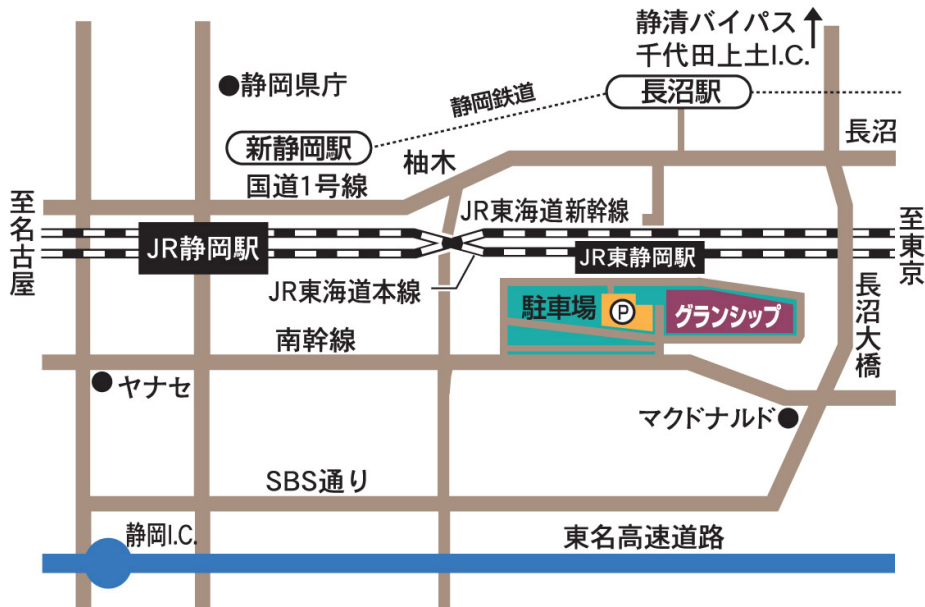 静清バイパス
千代田上土I.C.
静岡県庁
静岡鉄道
長沼駅
新静岡駅
柚木
長沼
国道1号線
至名古屋
JR東海道新幹線
至東京
JR静岡駅
JR東静岡駅
JR東海道本線
長沼大橋
駐車場
P
グランシップ
南幹線
ヤナセ
マクドナルド
SBS通り
静岡I.C.
東名高速道路